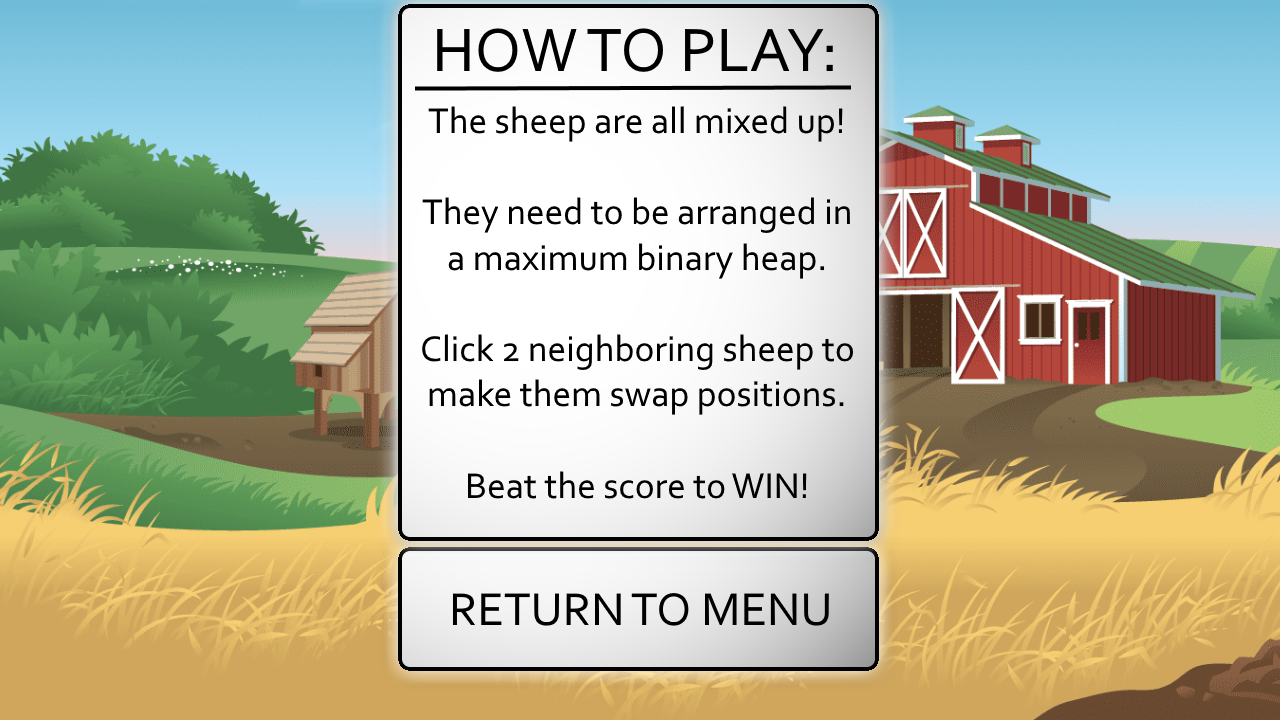 HOW TO PLAY:
The sheep are all mixed up!
They need to be arranged in
a maximum binary heap.
Click 2 neighboring sheep to
make them swap positions.
Beat the score to WIN!
RETURN TO MENU